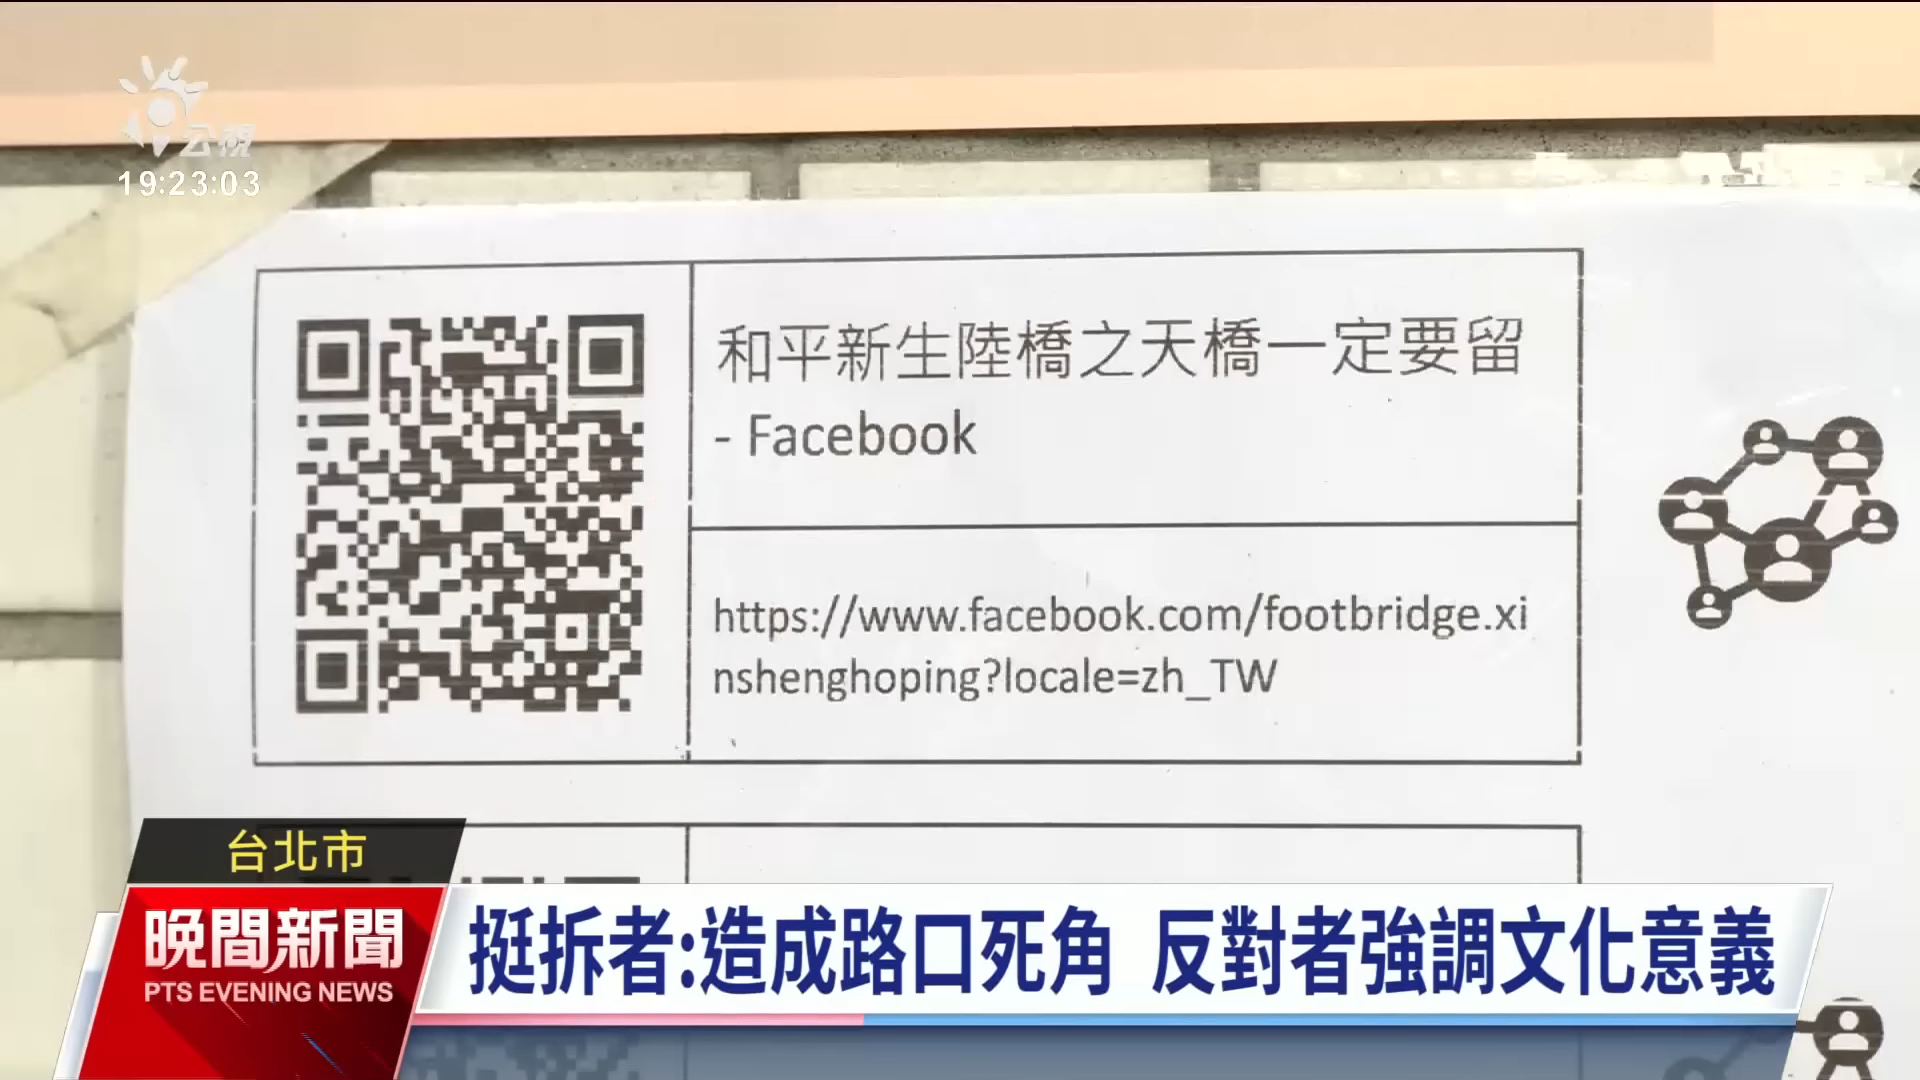 公視
19:23:03
和平新生陸橋之天橋一定要留
- Facebook
https://www.facebook.com/footbridge.xi
nshenghoping?locale=zh_TW
台北市
晚間新聞
PTS EVENING NEWS
挺拆者:造成路口死角 反對者強調文化意義